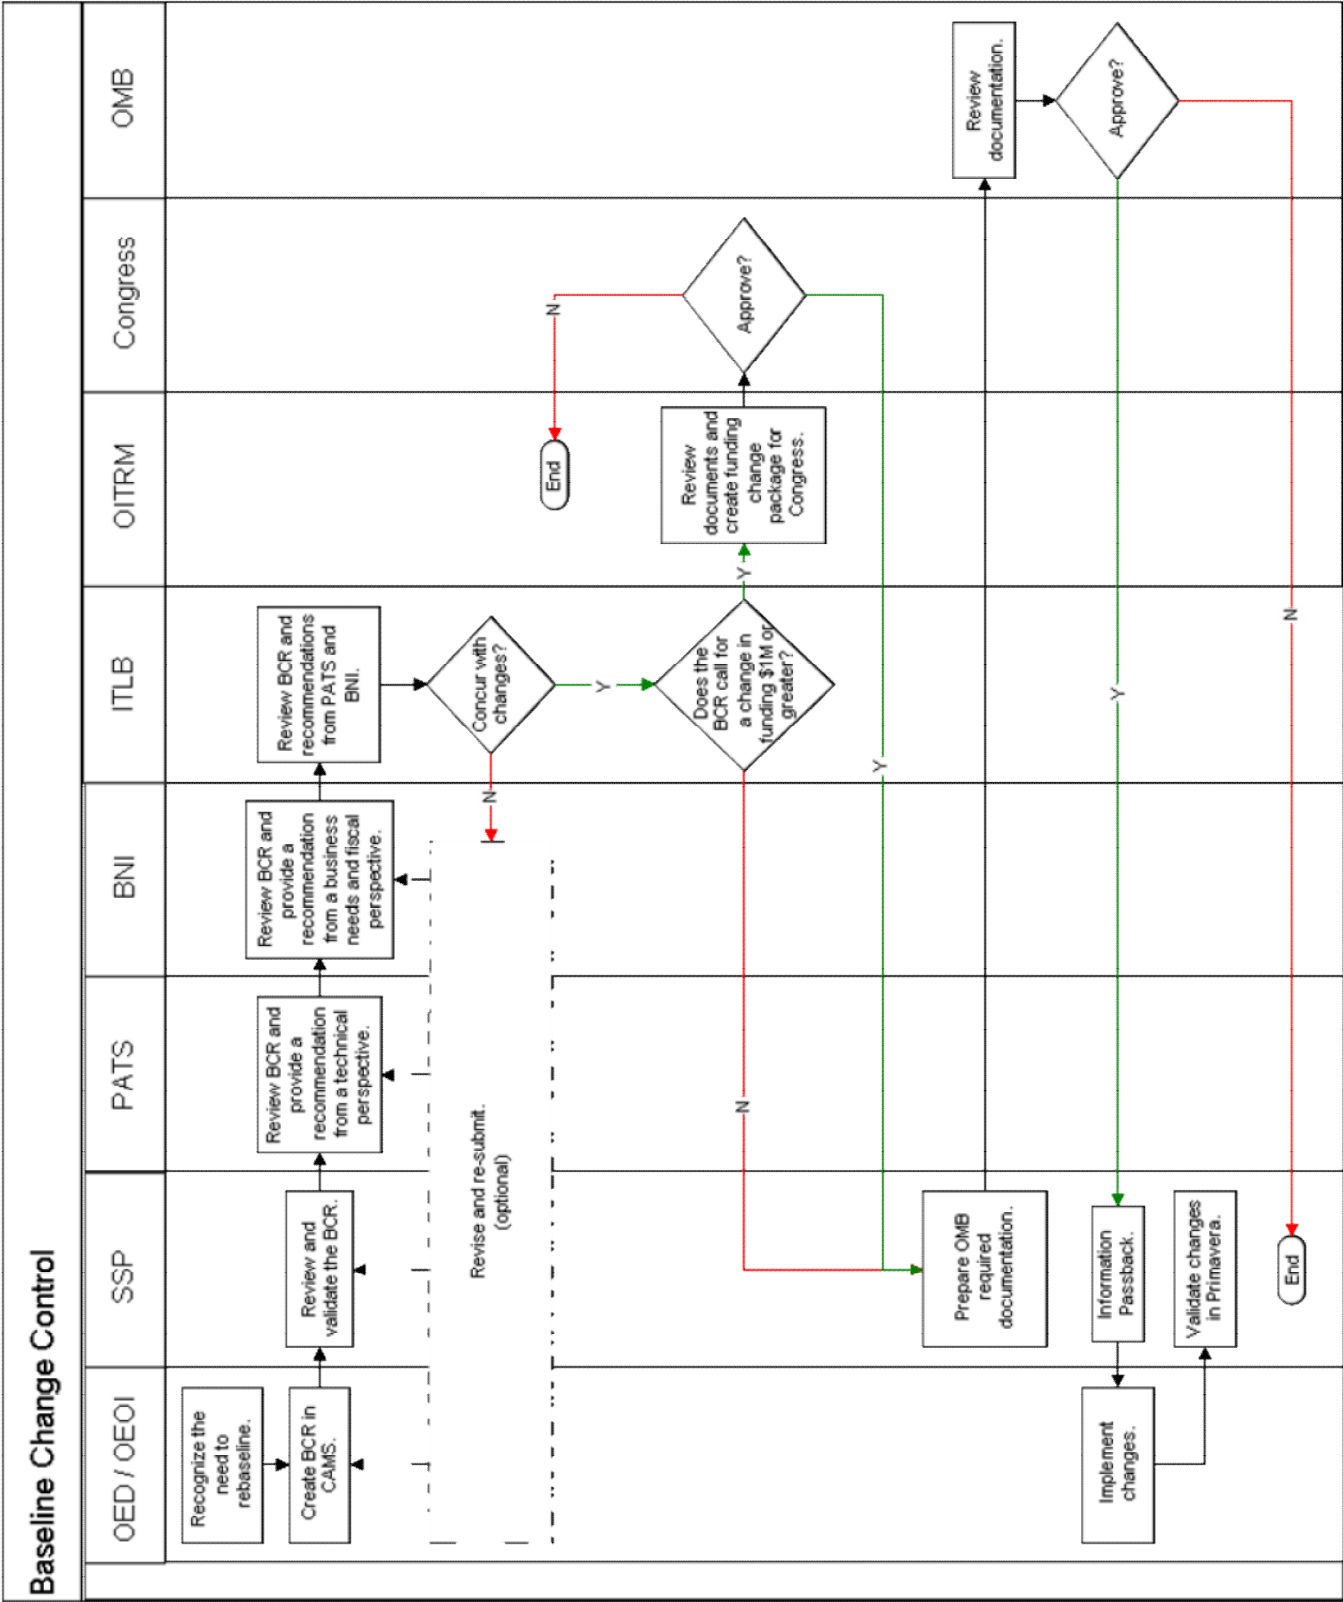 Baseline Change Control
OED / OEOI
SSP
PATS
BNI
ITLB
OITRM
Congress
OMB
Recognize the
need to
rebaseline.
Create BCR in
CAMS.
Review and
validate the BCR.
Review BCR and
provide a
recommendation
from a technical
perspective.
Review BCR and
provide a
recommendation
from a business
needs and fiscal
perspective.
Review BCR and
recommendations
from PATS and
BNI.
Concur with
changes?
N
Y
Revise and re-submit.
(optional)
Does the
BCR call for
a change in
funding $1M or
greater?
N
Y
Review
documents and
create funding
change
package for
Congress.
Approve?
N
End
Y
Prepare OMB
required
documentation.
Review
documentation.
Approve?
Y
N
Information
Passback.
Implement
changes.
Validate changes
in Primavera.
End